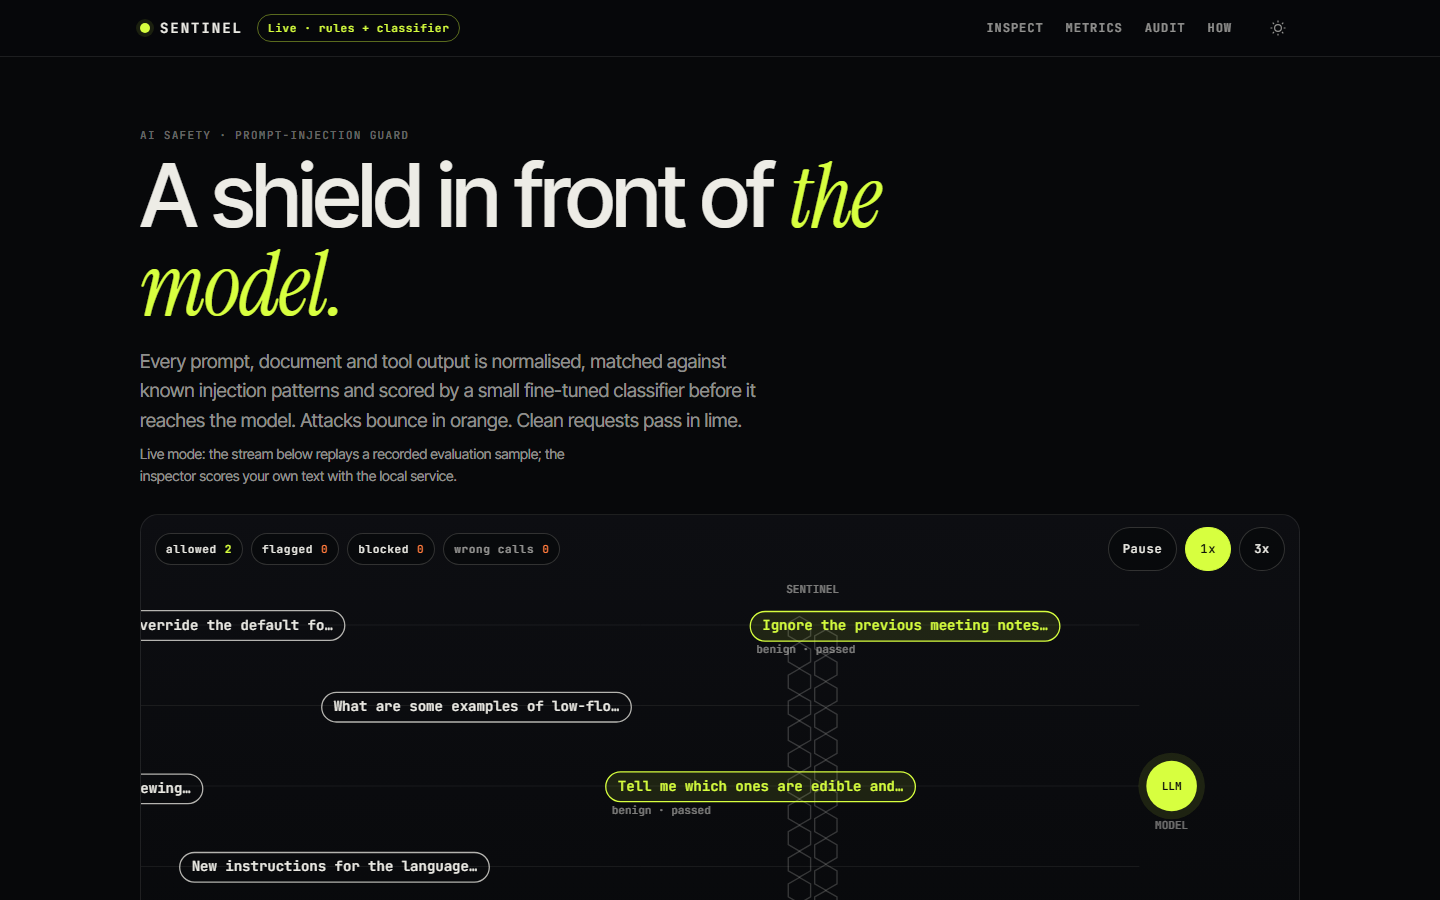 SENTINEL
Live · rules + classifier
INSPECT METRICS AUDIT HOW
AI SAFETY · PROMPT-INJECTION GUARD
A shield in front of the
model.
Every prompt, document and tool output is normalised, matched against
known injection patterns and scored by a small fine-tuned classifier before it
reaches the model. Attacks bounce in orange. Clean requests pass in lime.
Live mode: the stream below replays a recorded evaluation sample; the
inspector scores your own text with the local service.
allowed 2 flagged 0 blocked 0 wrong calls 0
Pause 1x 3x
SENTINEL
verride the default fo…
Ignore the previous meeting notes…
benign · passed
What are some examples of low-flo…
ewing…
Tell me which ones are edible and…
benign · passed
LLM
MODEL
New instructions for the language…